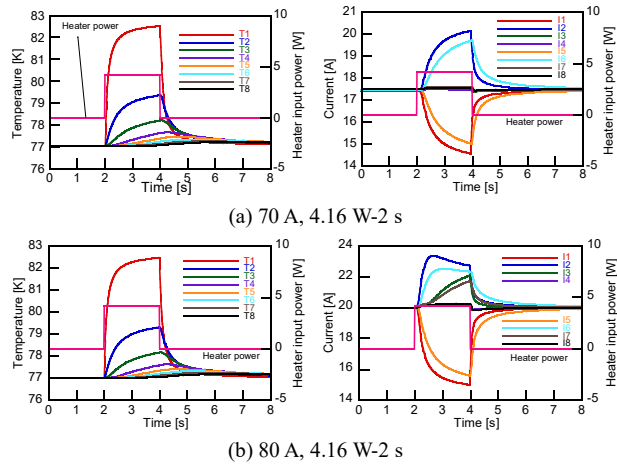 83
82
81
80
79
78
77
76
Temperature [K]
Heater power
T1
T2
T3
T4
T5
T6
T7
T8
10
5
0
-5
Heater input power [W]
0 1 2 3 4 5 6 7 8
Time [s]
21
20
19
18
17
16
15
14
Current [A]
I1
I2
I3
I4
I5
I6
I7
I8
Heater power
10
5
0
-5
Heater input power [W]
0 1 2 3 4 5 6 7 8
Time [s]
(a) 70 A, 4.16 W-2 s
83
82
81
80
79
78
77
76
Temperature [K]
T1
T2
T3
T4
T5
T6
T7
T8
Heater power
10
5
0
-5
Heater input power [W]
0 1 2 3 4 5 6 7 8
Time [s]
24
22
20
18
16
14
Current [A]
I1
I2
I3
I4
I5
I6
I7
I8
Heater power
10
5
0
-5
Heater input power [W]
0 1 2 3 4 5 6 7 8
Time [s]
(b) 80 A, 4.16 W-2 s